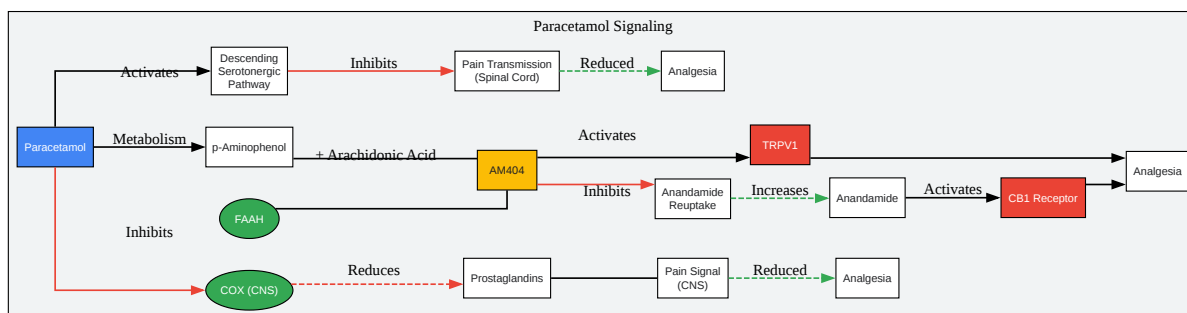 Paracetamol Signaling
Descending
Serotonergic
Pathway
Activates
Inhibits
Pain Transmission
(Spinal Cord)
Reduced
Analgesia
Paracetamol
Metabolism
p-Aminophenol
+ Arachidonic Acid
AM404
Activates
TRPV1
Analgesia
Inhibits
Anandamide
Reuptake
Increases
Anandamide
Activates
CB1 Receptor
FAAH
Inhibits
COX (CNS)
Reduces
Prostaglandins
Pain Signal
(CNS)
Reduced
Analgesia